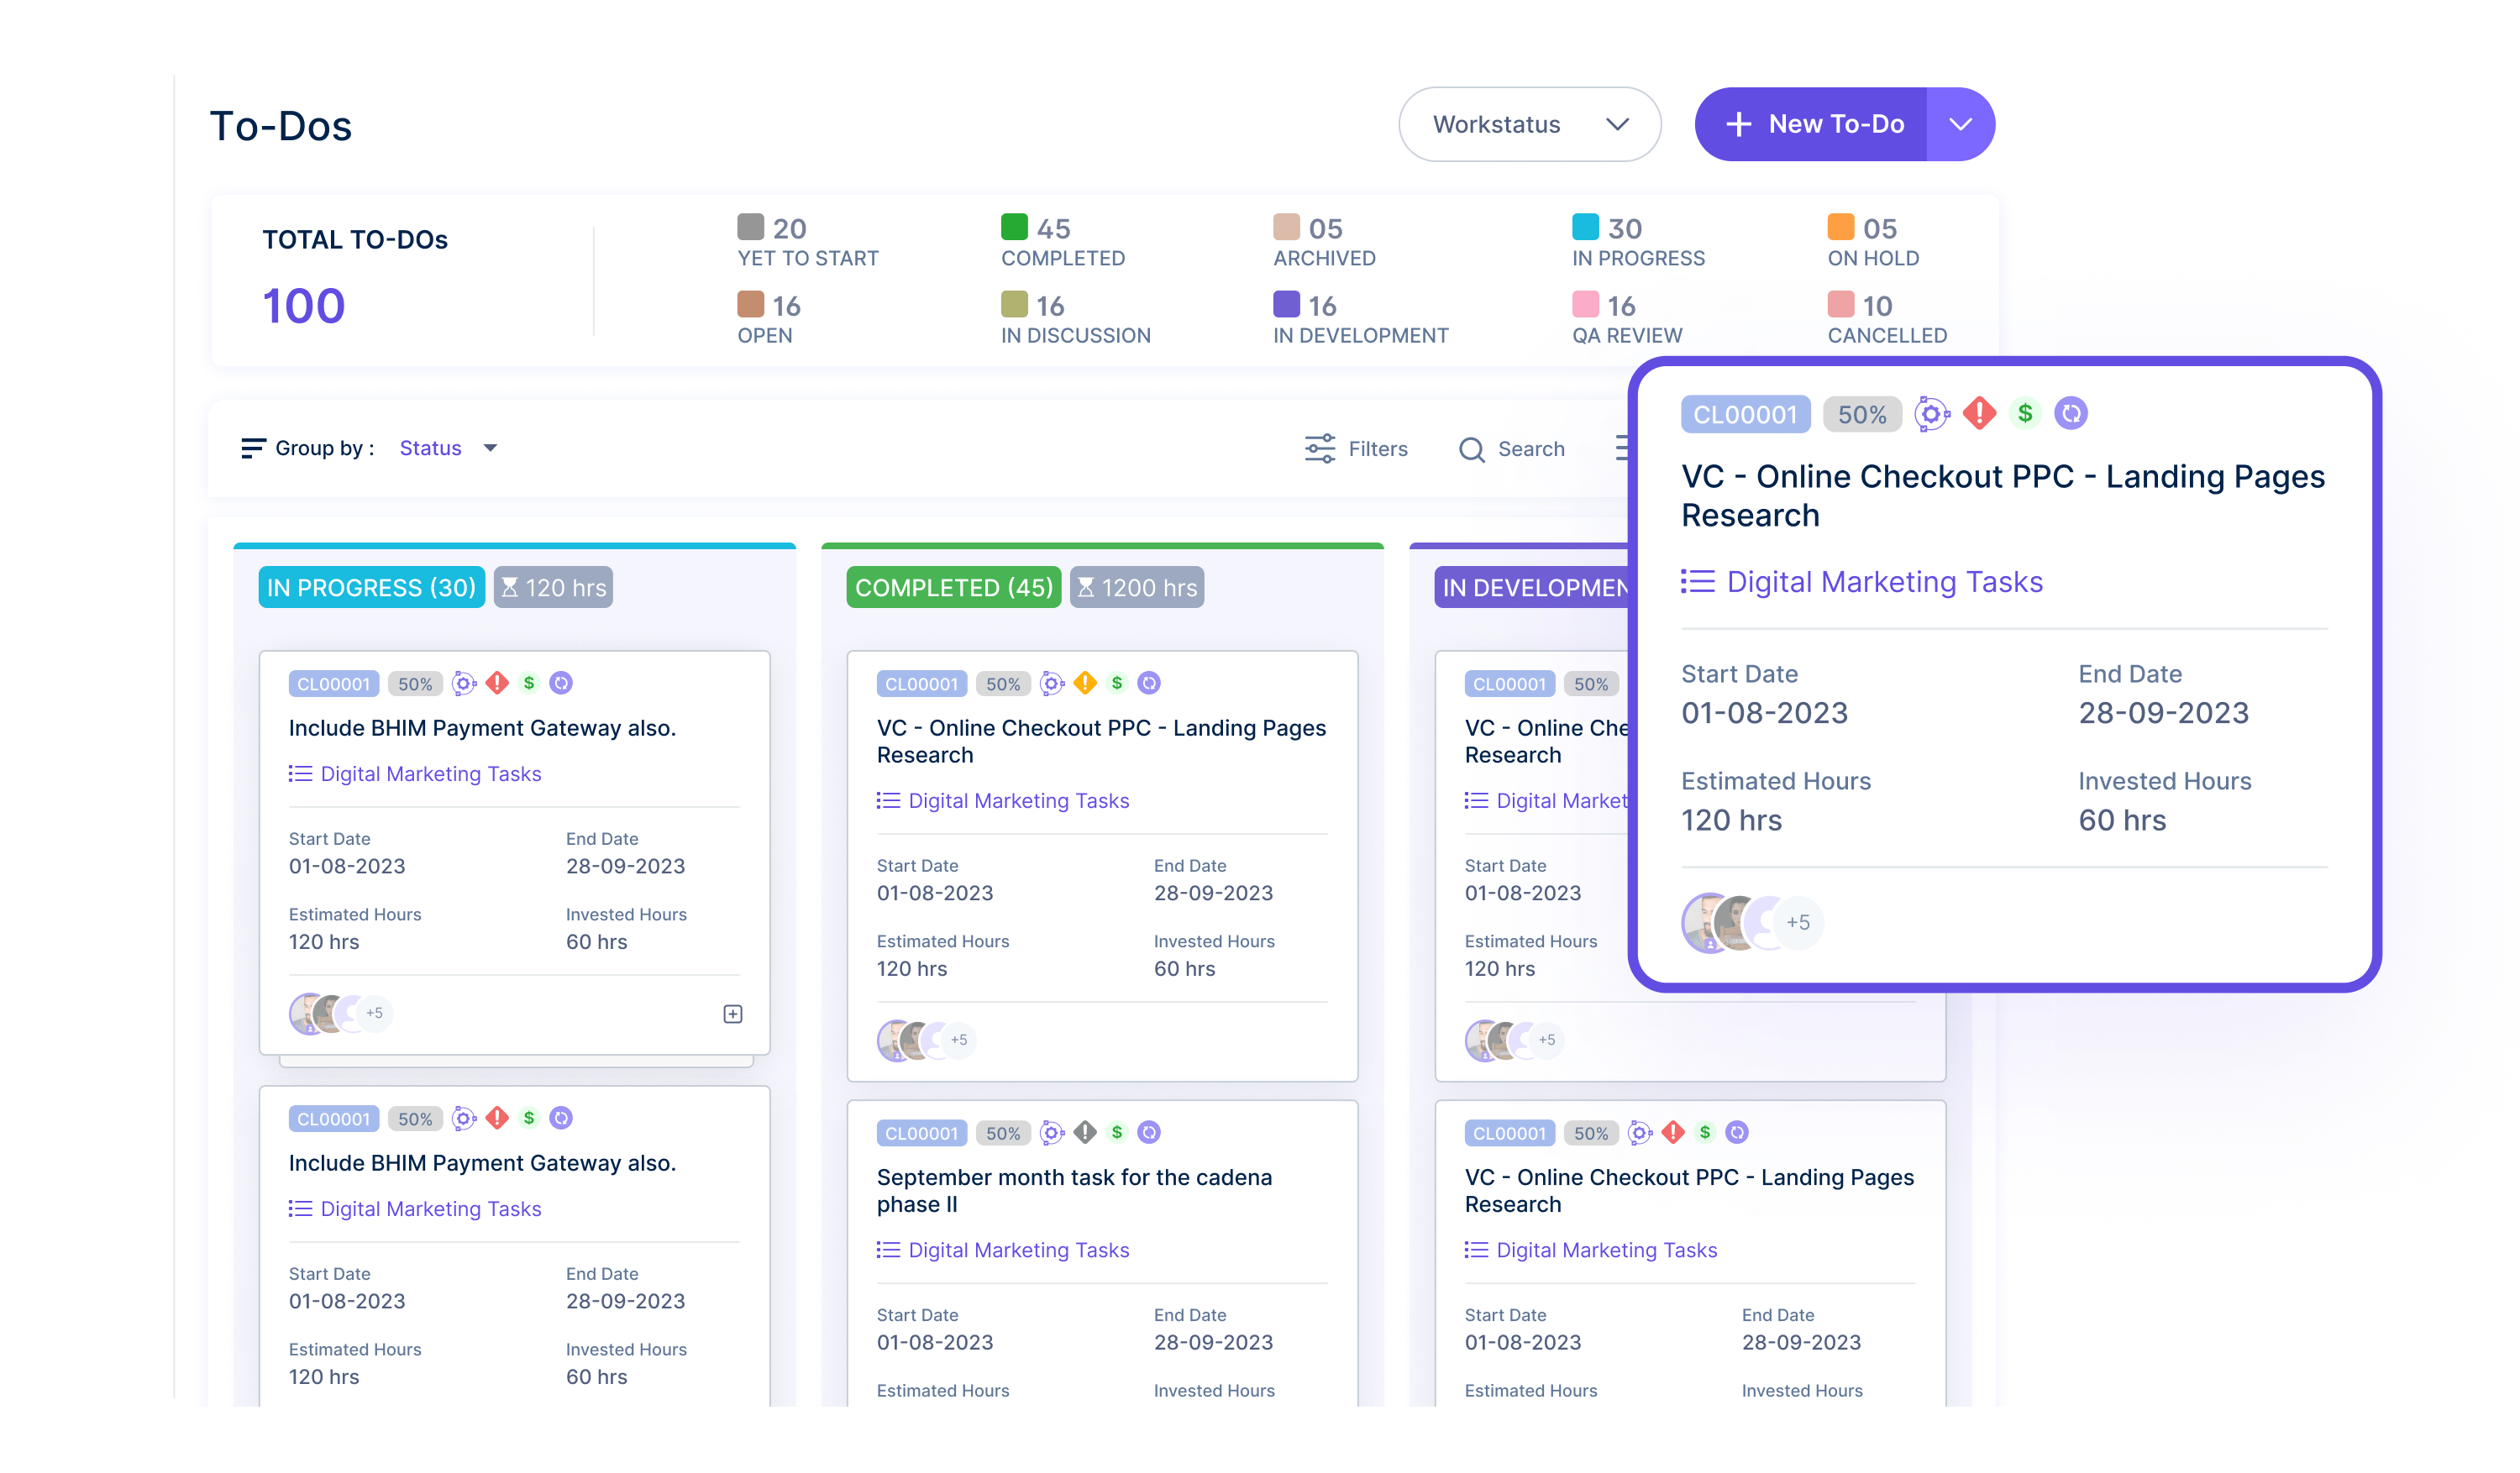 To-Dos
Workstatus
New To-Do
TOTAL TO-DOs
100
20
YET TO START
45
COMPLETED
05
ARCHIVED
30
IN PROGRESS
05
ON HOLD
16
OPEN
16
IN DISCUSSION
16
IN DEVELOPMENT
16
QA REVIEW
10
CANCELLED
Group by :
Status
Filters
Search
IN PROGRESS (30)
120 hrs
CL00001
50%
$
Include BHIM Payment Gateway also.
Digital Marketing Tasks
Start Date
End Date
01-08-2023
28-09-2023
Estimated Hours
Invested Hours
120 hrs
60 hrs
+5
CL00001
50%
$
Include BHIM Payment Gateway also.
Digital Marketing Tasks
Start Date
End Date
01-08-2023
28-09-2023
Estimated Hours
Invested Hours
120 hrs
60 hrs
COMPLETED (45)
1200 hrs
CL00001
50%
$
VC - Online Checkout PPC - Landing Pages
Research
Digital Marketing Tasks
Start Date
End Date
01-08-2023
28-09-2023
Estimated Hours
Invested Hours
120 hrs
60 hrs
+5
CL00001
50%
$
September month task for the cadena
phase II
Digital Marketing Tasks
Start Date
End Date
01-08-2023
28-09-2023
Estimated Hours
Invested Hours
IN DEVELOPMEN
CL00001
50%
VC - Online Che
Research
Digital Market
Start Date
01-08-2023
Estimated Hours
120 hrs
+5
CL00001
50%
$
VC - Online Checkout PPC - Landing Pages
Research
Digital Marketing Tasks
Start Date
End Date
01-08-2023
28-09-2023
Estimated Hours
Invested Hours
CL00001
50%
$
VC - Online Checkout PPC - Landing Pages
Research
Digital Marketing Tasks
Start Date
End Date
01-08-2023
28-09-2023
Estimated Hours
Invested Hours
120 hrs
60 hrs
+5